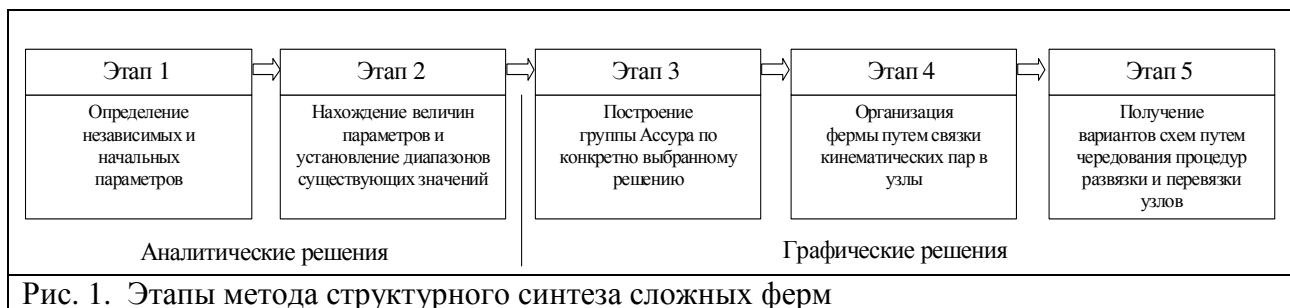 Этап 1
Определение
независимых и
начальных
параметров
Этап 2
Нахождение величин
параметров и
установление диапазонов
существующих значений
Этап 3
Построение
группы Ассура по
конкретно выбранному
решению
Этап 4
Организация
фермы путем связки
кинематических пар в
узлы
Этап 5
Получение
вариантов схем путем
чередования процедур
развязки и перевязки
узлов
Аналитические решения
Графические решения
Рис. 1. Этапы метода структурного синтеза сложных ферм